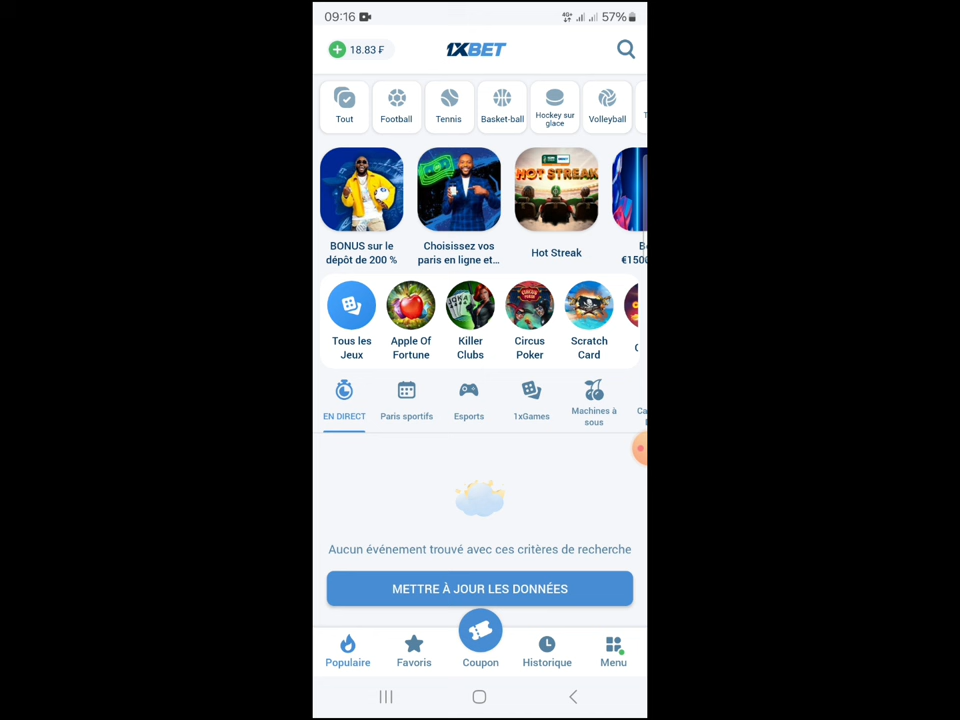 09:16
4G+
57%
18.83 ₣
1XBET
Tout
Football
Tennis
Basket-ball
Hockey sur
glace
Volleyball
HOT STREAK
BONUS sur le
dépôt de 200 %
Choisissez vos
paris en ligne et...
Hot Streak
€150
Tous les
Jeux
Apple Of
Fortune
Killer
Clubs
Circus
Poker
Scratch
Card
EN DIRECT
Paris sportifs
Esports
1xGames
Machines à
sous
Ca
Aucun événement trouvé avec ces critères de recherche
METTRE À JOUR LES DONNÉES
Populaire
Favoris
Coupon
Historique
Menu